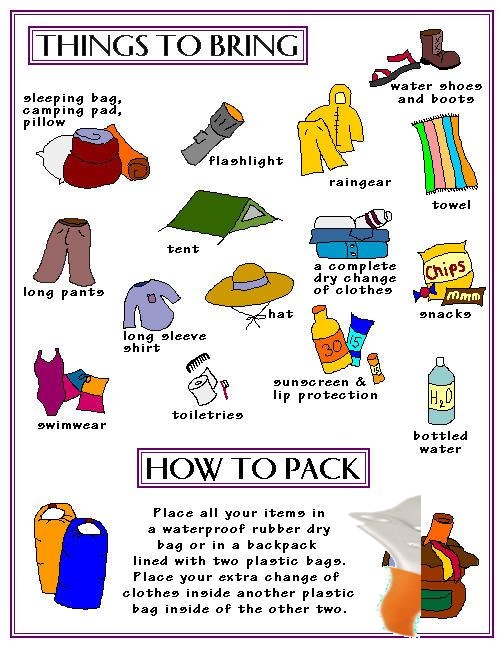 THINGS TO BRING
water shoes
and boots
sleeping bag,
camping pad,
pillow
flashlight
raingear
towel
tent
a complete
dry change
of clothes
long pants
Chips
mmm
snacks
hat
long sleeve
shirt
30
15
sunscreen &
lip protection
swimwear
toiletries
H2O
bottled
water
HOW TO PACK
Place all your items in
a waterproof rubber dry
bag or in a backpack
lined with two plastic bags.
Place your extra change of
clothes inside another plastic
bag inside of the other two.